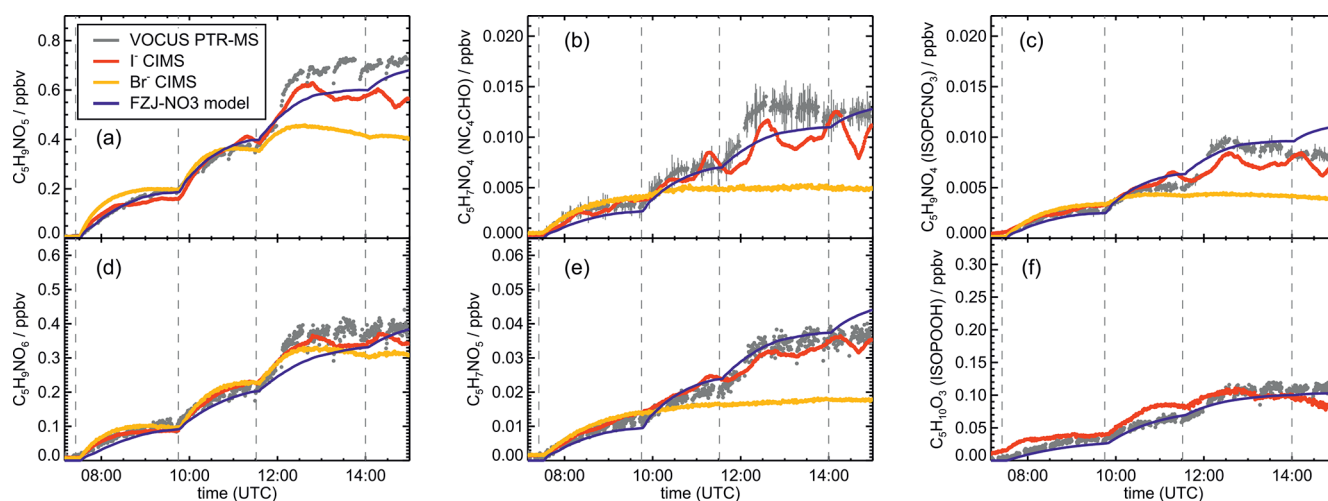 VOCUS PTR-MS
I⁻ CIMS
Br⁻ CIMS
FZJ-NO3 model
(a)
C₅H₉NO₅ / ppbv
0.8
0.6
0.4
0.2
0.0
(b)
C₅H₇NO₄ (NC₄CHO) / ppbv
0.020
0.015
0.010
0.005
0.000
(c)
C₅H₉NO₄ (ISOPCNO₃) / ppbv
0.020
0.015
0.010
0.005
0.000
(d)
C₅H₉NO₆ / ppbv
0.5
0.4
0.3
0.2
0.1
0.00
08:00 10:00 12:00 14:00
time (UTC)
(e)
C₅H₇NO₅ / ppbv
0.05
0.04
0.03
0.02
0.01
0.00
08:00 10:00 12:00 14:00
time (UTC)
(f)
C₅H₁₀O₃ (ISOPOOH) / ppbv
0.30
0.25
0.20
0.15
0.10
0.05
0.00
08:00 10:00 12:00 14:00
time (UTC)